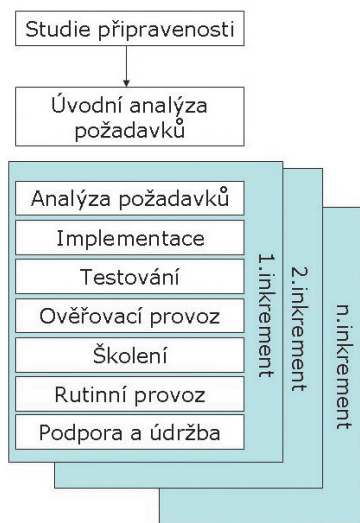 Studie připravenosti
Úvodní analýza
požadavků
Analýza požadavků
Implementace
Testování
Ověřovací provoz
Školení
Rutinní provoz
Podpora a údržba
1.inkrement
2.inkrement
n.inkrement